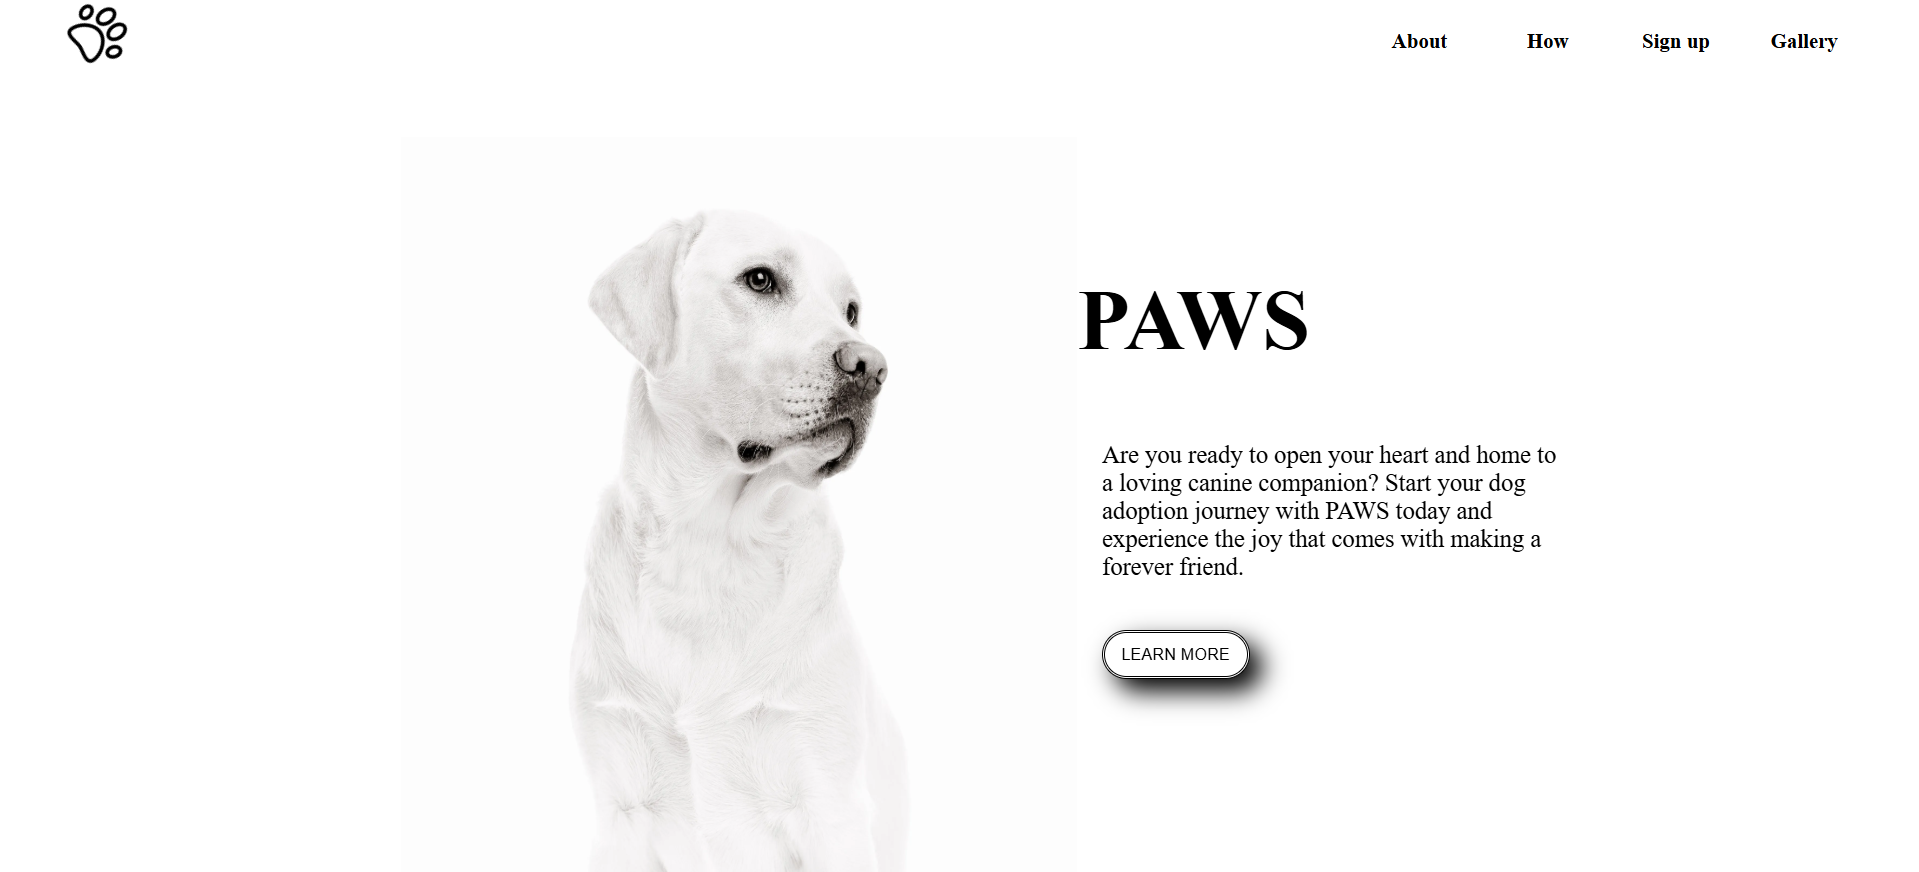 About
How
Sign up
Gallery
PAWS
Are you ready to open your heart and home to
a loving canine companion? Start your dog
adoption journey with PAWS today and
experience the joy that comes with making a
forever friend.
LEARN MORE